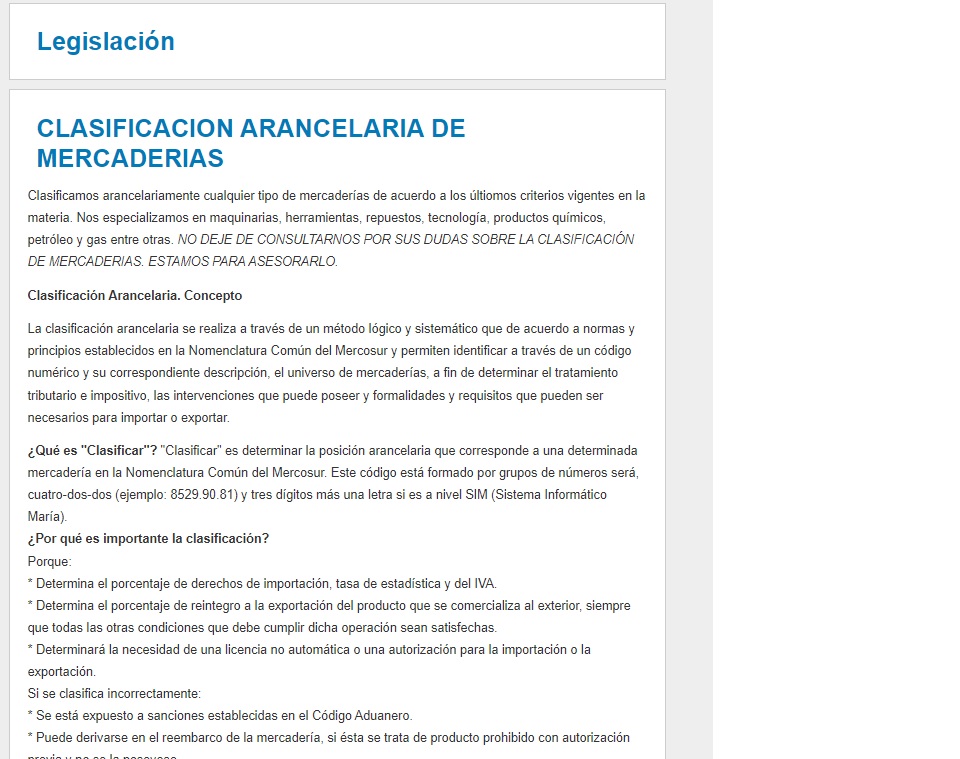 Legislación
CLASIFICACION ARANCELARIA DE
MERCADERIAS
Clasificamos arancelariamente cualquier tipo de mercaderías de acuerdo a los últiomos criterios vigentes en la
materia. Nos especializamos en maquinarias, herramientas, repuestos, tecnología, productos químicos,
petróleo y gas entre otras. NO DEJE DE CONSULTARNOS POR SUS DUDAS SOBRE LA CLASIFICACIÓN
DE MERCADERIAS. ESTAMOS PARA ASESORARLO.
Clasificación Arancelaria. Concepto
La clasificación arancelaria se realiza a través de un método lógico y sistemático que de acuerdo a normas y
principios establecidos en la Nomenclatura Común del Mercosur y permiten identificar a través de un código
numérico y su correspondiente descripción, el universo de mercaderías, a fin de determinar el tratamiento
tributario e impositivo, las intervenciones que puede poseer y formalidades y requisitos que pueden ser
necesarios para importar o exportar.
¿Qué es "Clasificar"? "Clasificar" es determinar la posición arancelaria que corresponde a una determinada
mercadería en la Nomenclatura Común del Mercosur. Este código está formado por grupos de números será,
cuatro-dos-dos (ejemplo: 8529.90.81) y tres dígitos más una letra si es a nivel SIM (Sistema Informático
María).
¿Por qué es importante la clasificación?
Porque:
* Determina el porcentaje de derechos de importación, tasa de estadística y del IVA.
* Determina el porcentaje de reintegro a la exportación del producto que se comercializa al exterior, siempre
que todas las otras condiciones que debe cumplir dicha operación sean satisfechas.
* Determinará la necesidad de una licencia no automática o una autorización para la importación o la
exportación.
Si se clasifica incorrectamente:
* Se está expuesto a sanciones establecidas en el Código Aduanero.
* Puede derivarse en el reembarco de la mercadería, si ésta se trata de producto prohibido con autorización